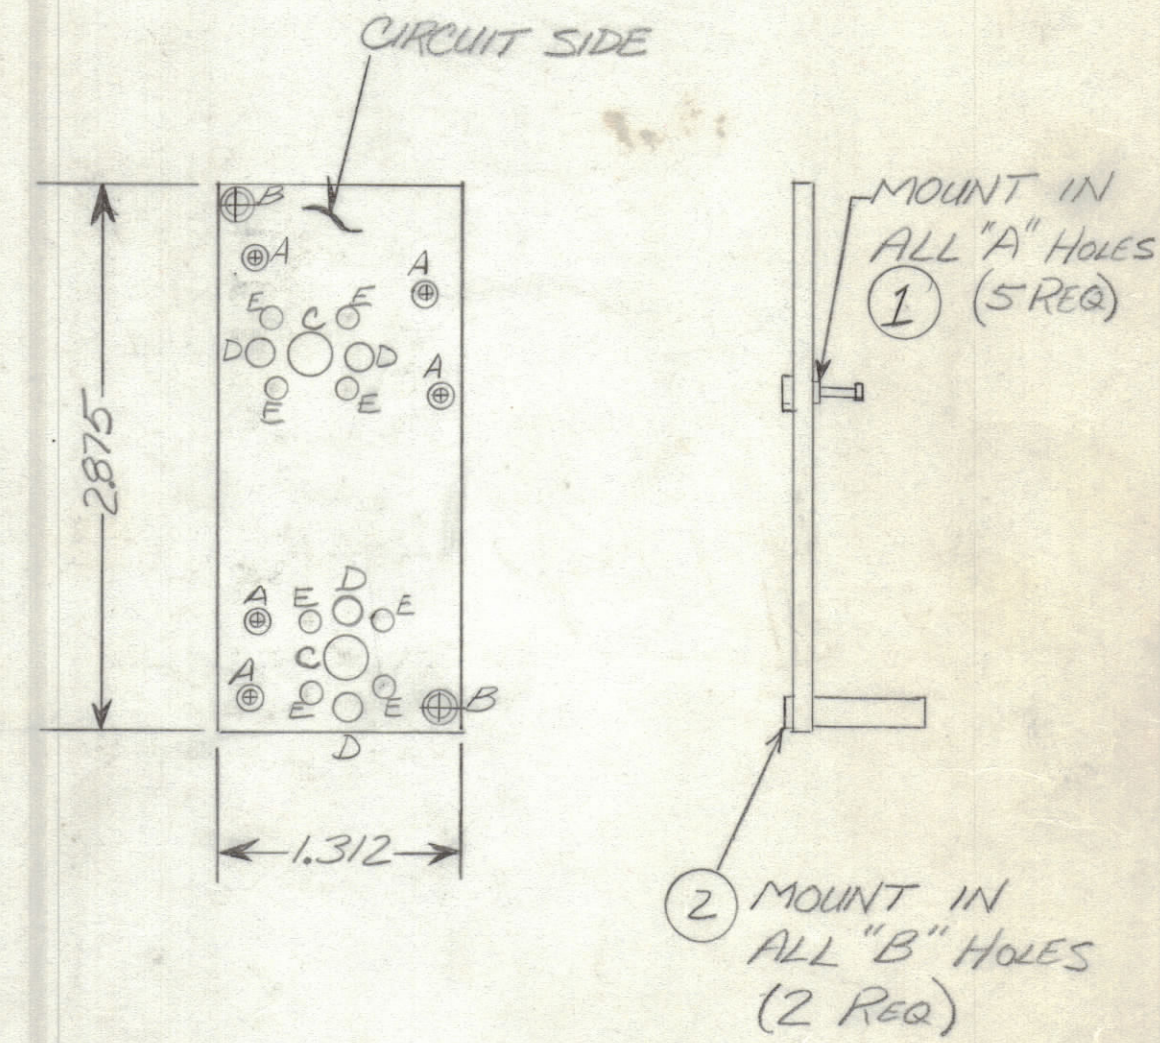 CIRCUIT SIDE
B
A
A
E E
C
D D
A
E E
2.875
D
A E E
C
A
E E B
D
1.312
MOUNT IN
ALL "A" HOLES
1 (5 REQ)
2 MOUNT IN
ALL "B" HOLES
(2 REQ)